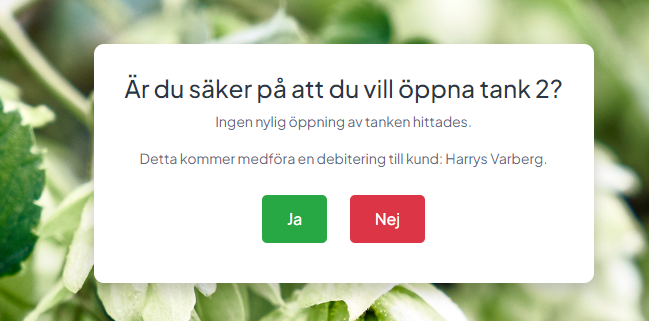 Är du säker på att du vill öppna tank 2?
Ingen nylig öppning av tanken hittades.
Detta kommer medföra en debitering till kund: Harrys Varberg.
Ja
Nej